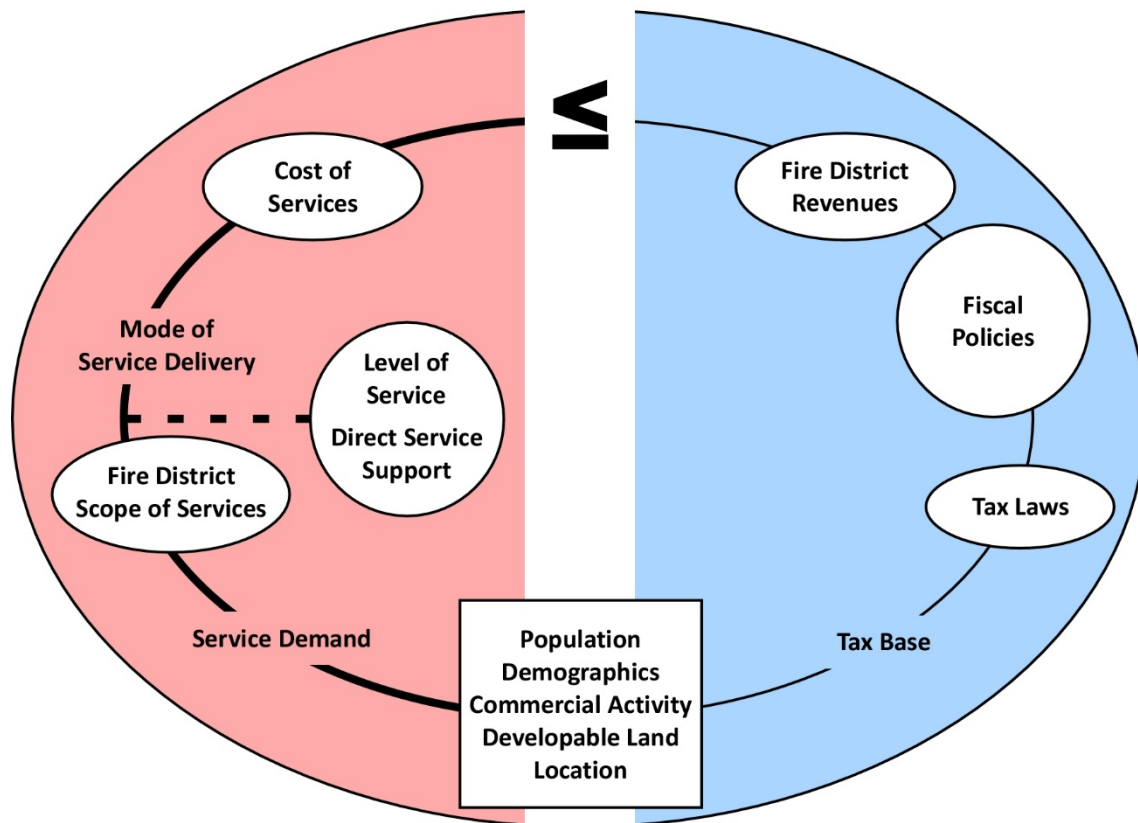 ≤
Cost of
Services
Fire District
Revenues
Fiscal
Policies
Mode of
Service Delivery
Level of
Service
Direct Service
Support
Fire District
Scope of Services
Tax Laws
Service Demand
Population
Demographics
Commercial Activity
Developable Land
Location
Tax Base